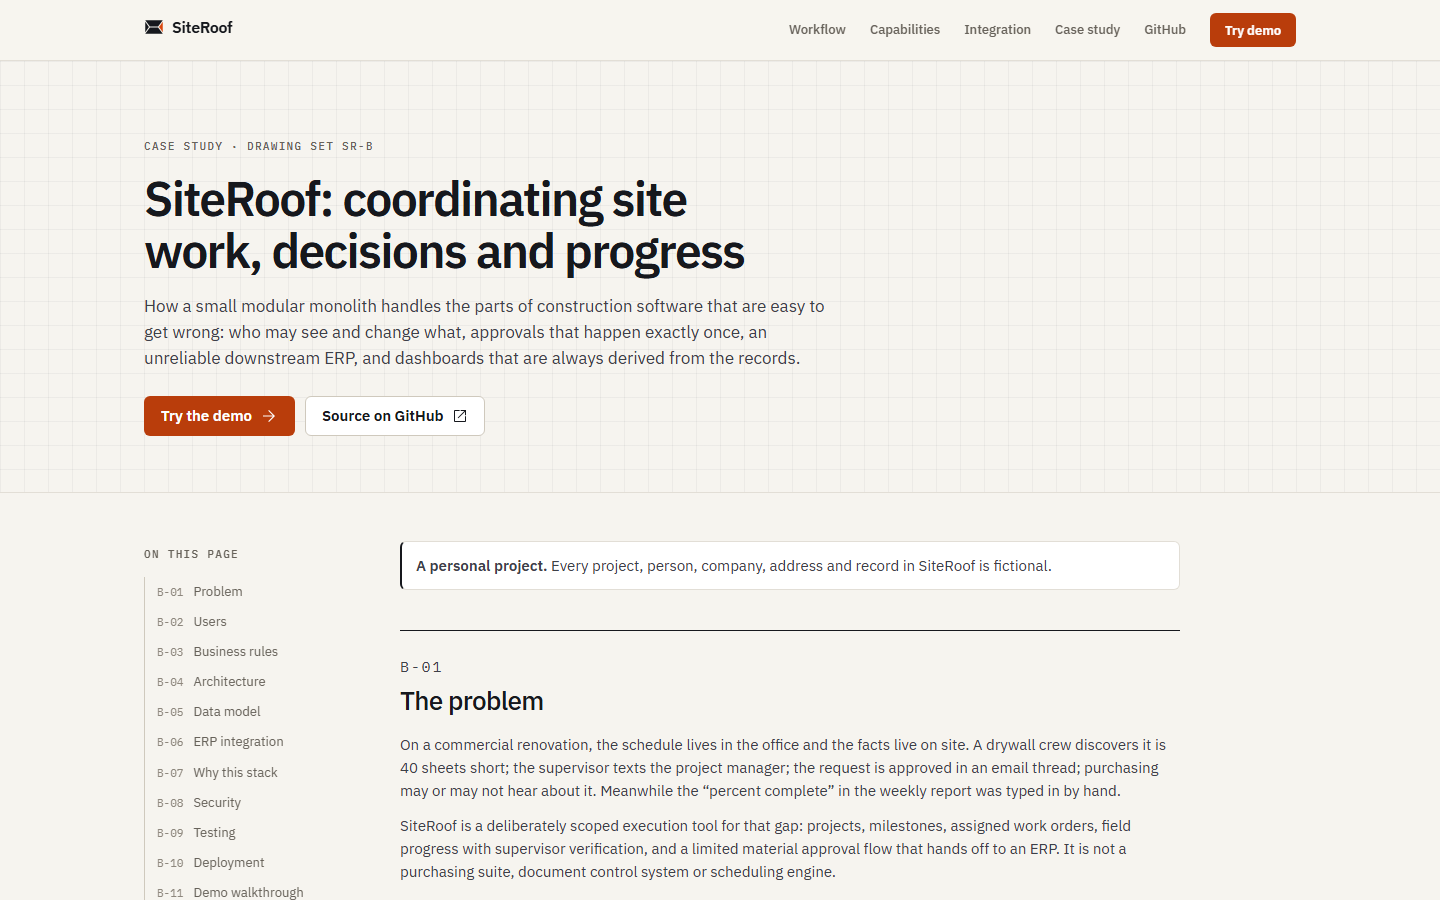 SiteRoof
Workflow
Capabilities
Integration
Case study
GitHub
Try demo
CASE STUDY · DRAWING SET SR-B
SiteRoof: coordinating site
work, decisions and progress
How a small modular monolith handles the parts of construction software that are easy to
get wrong: who may see and change what, approvals that happen exactly once, an
unreliable downstream ERP, and dashboards that are always derived from the records.
Try the demo
Source on GitHub
ON THIS PAGE
B-01 Problem
B-02 Users
B-03 Business rules
B-04 Architecture
B-05 Data model
B-06 ERP integration
B-07 Why this stack
B-08 Security
B-09 Testing
B-10 Deployment
B-11 Demo walkthrough
A personal project. Every project, person, company, address and record in SiteRoof is fictional.
B-01
The problem
On a commercial renovation, the schedule lives in the office and the facts live on site. A drywall crew discovers it is
40 sheets short; the supervisor texts the project manager; the request is approved in an email thread; purchasing
may or may not hear about it. Meanwhile the “percent complete” in the weekly report was typed in by hand.
SiteRoof is a deliberately scoped execution tool for that gap: projects, milestones, assigned work orders, field
progress with supervisor verification, and a limited material approval flow that hands off to an ERP. It is not a
purchasing suite, document control system or scheduling engine.